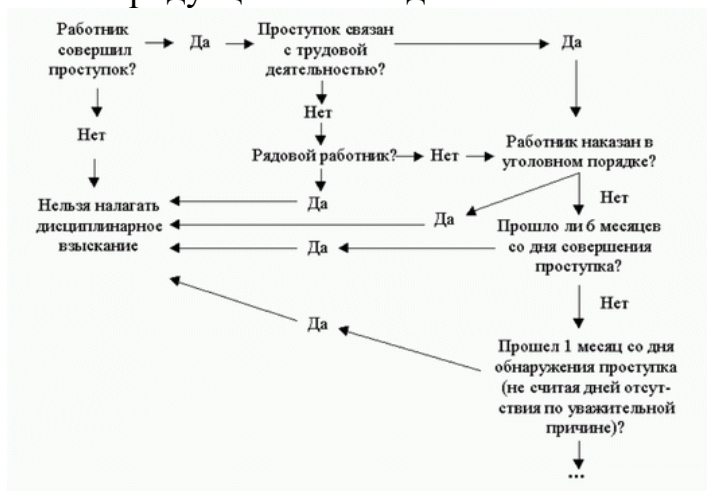 Работник
совершил
проступок?
Да
Проступок связан
с трудовой
деятельностью?
Да
Нет
Нет
Рядовой работник?
Нет
Работник наказан в
уголовном порядке?
Да
Да
Нет
Нельзя налагать
дисциплинарное
взыскание
Прошло ли 6 месяцев
со дня совершения
проступка?
Да
Нет
Да
Прошел 1 месяц со дня
обнаружения проступка
(не считая дней отсут-
ствия по уважительной
причине)?
...